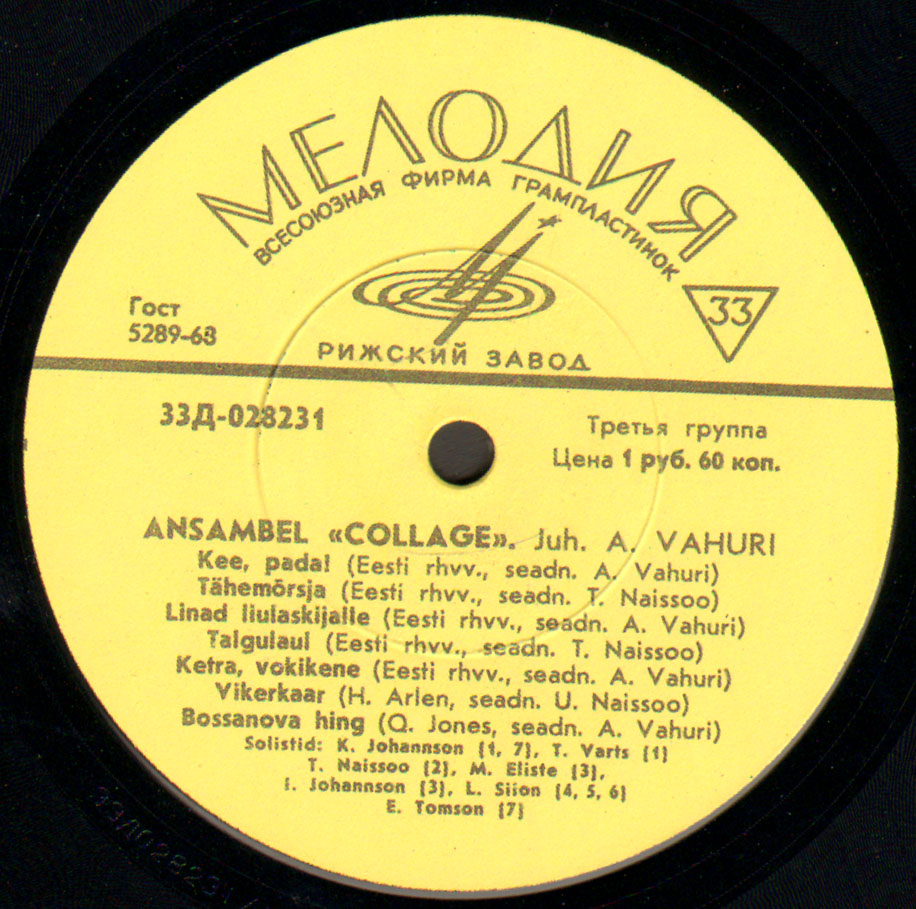 МЕЛОДИЯ
ВСЕСОЮЗНАЯ ФИРМА ГРАМПЛАСТИНОК
33
Гост
5289-68
РИЖСКИЙ ЗАВОД
33Д-028231
Третья группа
Цена 1 руб. 60 коп.
ANSAMBEL «COLLAGE». Juh. A. VAHURI
Kee, pada! (Eesti rhvv., seadn. A. Vahuri)
Tähemõrsja (Eesti rhvv., seadn. T. Naissoo)
Linad liulaskijalle (Eesti rhvv., seadn. A. Vahuri)
Talgulaul (Eesti rhvv., seadn. T. Naissoo)
Ketra, vokikene (Eesti rhvv., seadn. A. Vahuri)
Vikerkaar (H. Arlen, seadn. U. Naissoo)
Bossanova hing (Q. Jones, seadn. A. Vahuri)
Solistid: K. Johannson (1, 7), T. Varts (1)
T. Naissoo (2), M. Eliste (3),
I. Johannson (3), L. Siion (4, 5, 6)
E. Tomson (7)